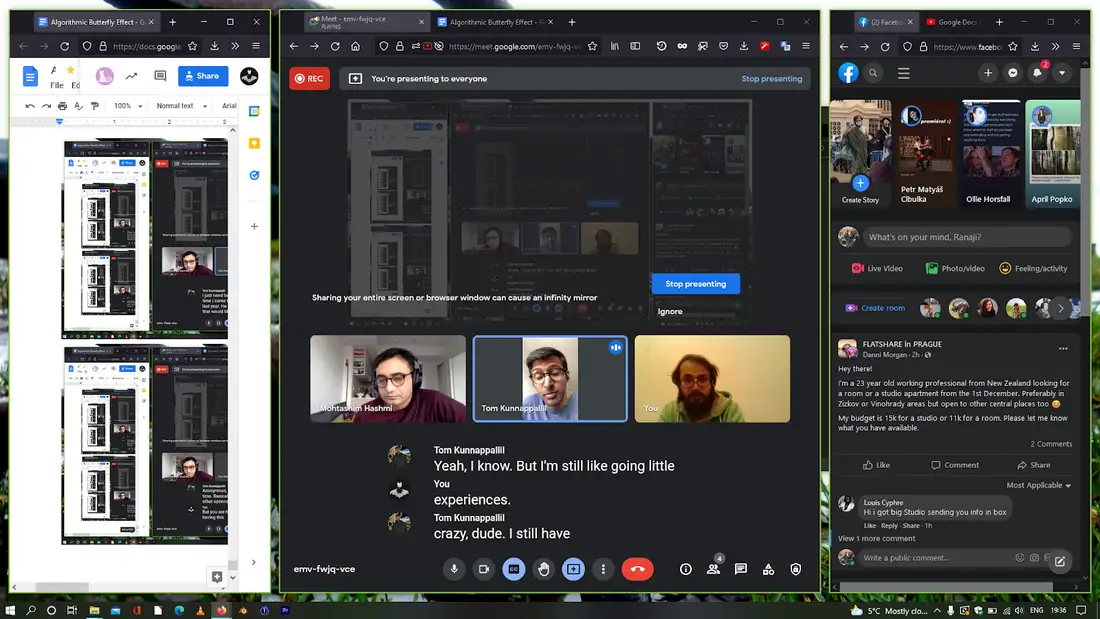 Algorithmic Butterfly Effect - G
https://docs.google
File
Ed
Share
100%
Normal text
Arial
Meet - emv-fwjq-vce
PLAYING
Algorithmic Butterfly Effect - G
https://meet.google.com/emv-fwjq-v
REC
You're presenting to everyone
Stop presenting
Sharing your entire screen or browser window can cause an infinity mirror
Stop presenting
Ignore
Mohtashim Hashmi
Tom Kunnappallil
You
Tom Kunnappallil
Yeah, I know. But I'm still like going little
You
experiences.
Tom Kunnappallil
crazy, dude. I still have
emv-fwjq-vce
4
(2) Facebook
Google Docs
https://www.facebo
2
Create Story
premiéra! :)
Petr Matyáš Cibulka
Ollie Horsfall
April Popko
What's on your mind, Ranaji?
Live Video
Photo/video
Feeling/activity
Create room
FLATSHARE in PRAGUE
Danni Morgan · 2h ·
Hey there!
I'm a 23 year old working professional from New Zealand looking for
a room or a studio apartment from the 1st December. Preferably in
Zizkov or Vinohrady areas but open to other central places too 😄
My budget is 15k for a studio or 11k for a room. Please let me know
what you have available.
2 Comments
Like
Comment
Share
Most Applicable
Louis Cyphre
Hi i got big Studio sending you info in box
Like · Reply · Share · 1h
View 1 more comment
Write a public comment...
5°C Mostly clo...
ENG
19:36